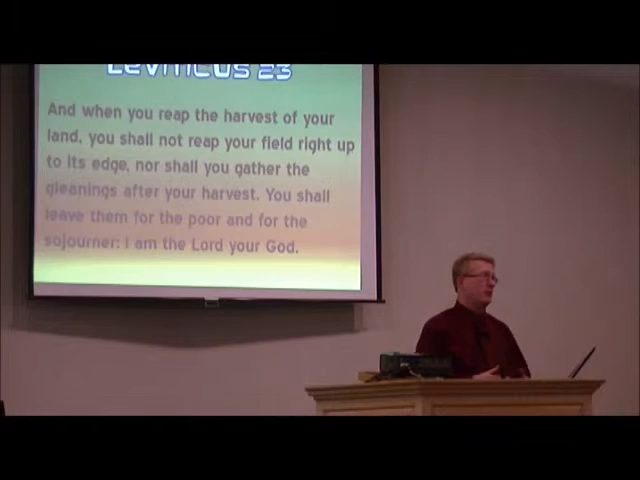 Leviticus 23
And when you reap the harvest of your
land, you shall not reap your field right up
to its edge, nor shall you gather the
gleanings after your harvest. You shall
leave them for the poor and for the
sojourner: I am the Lord your God.